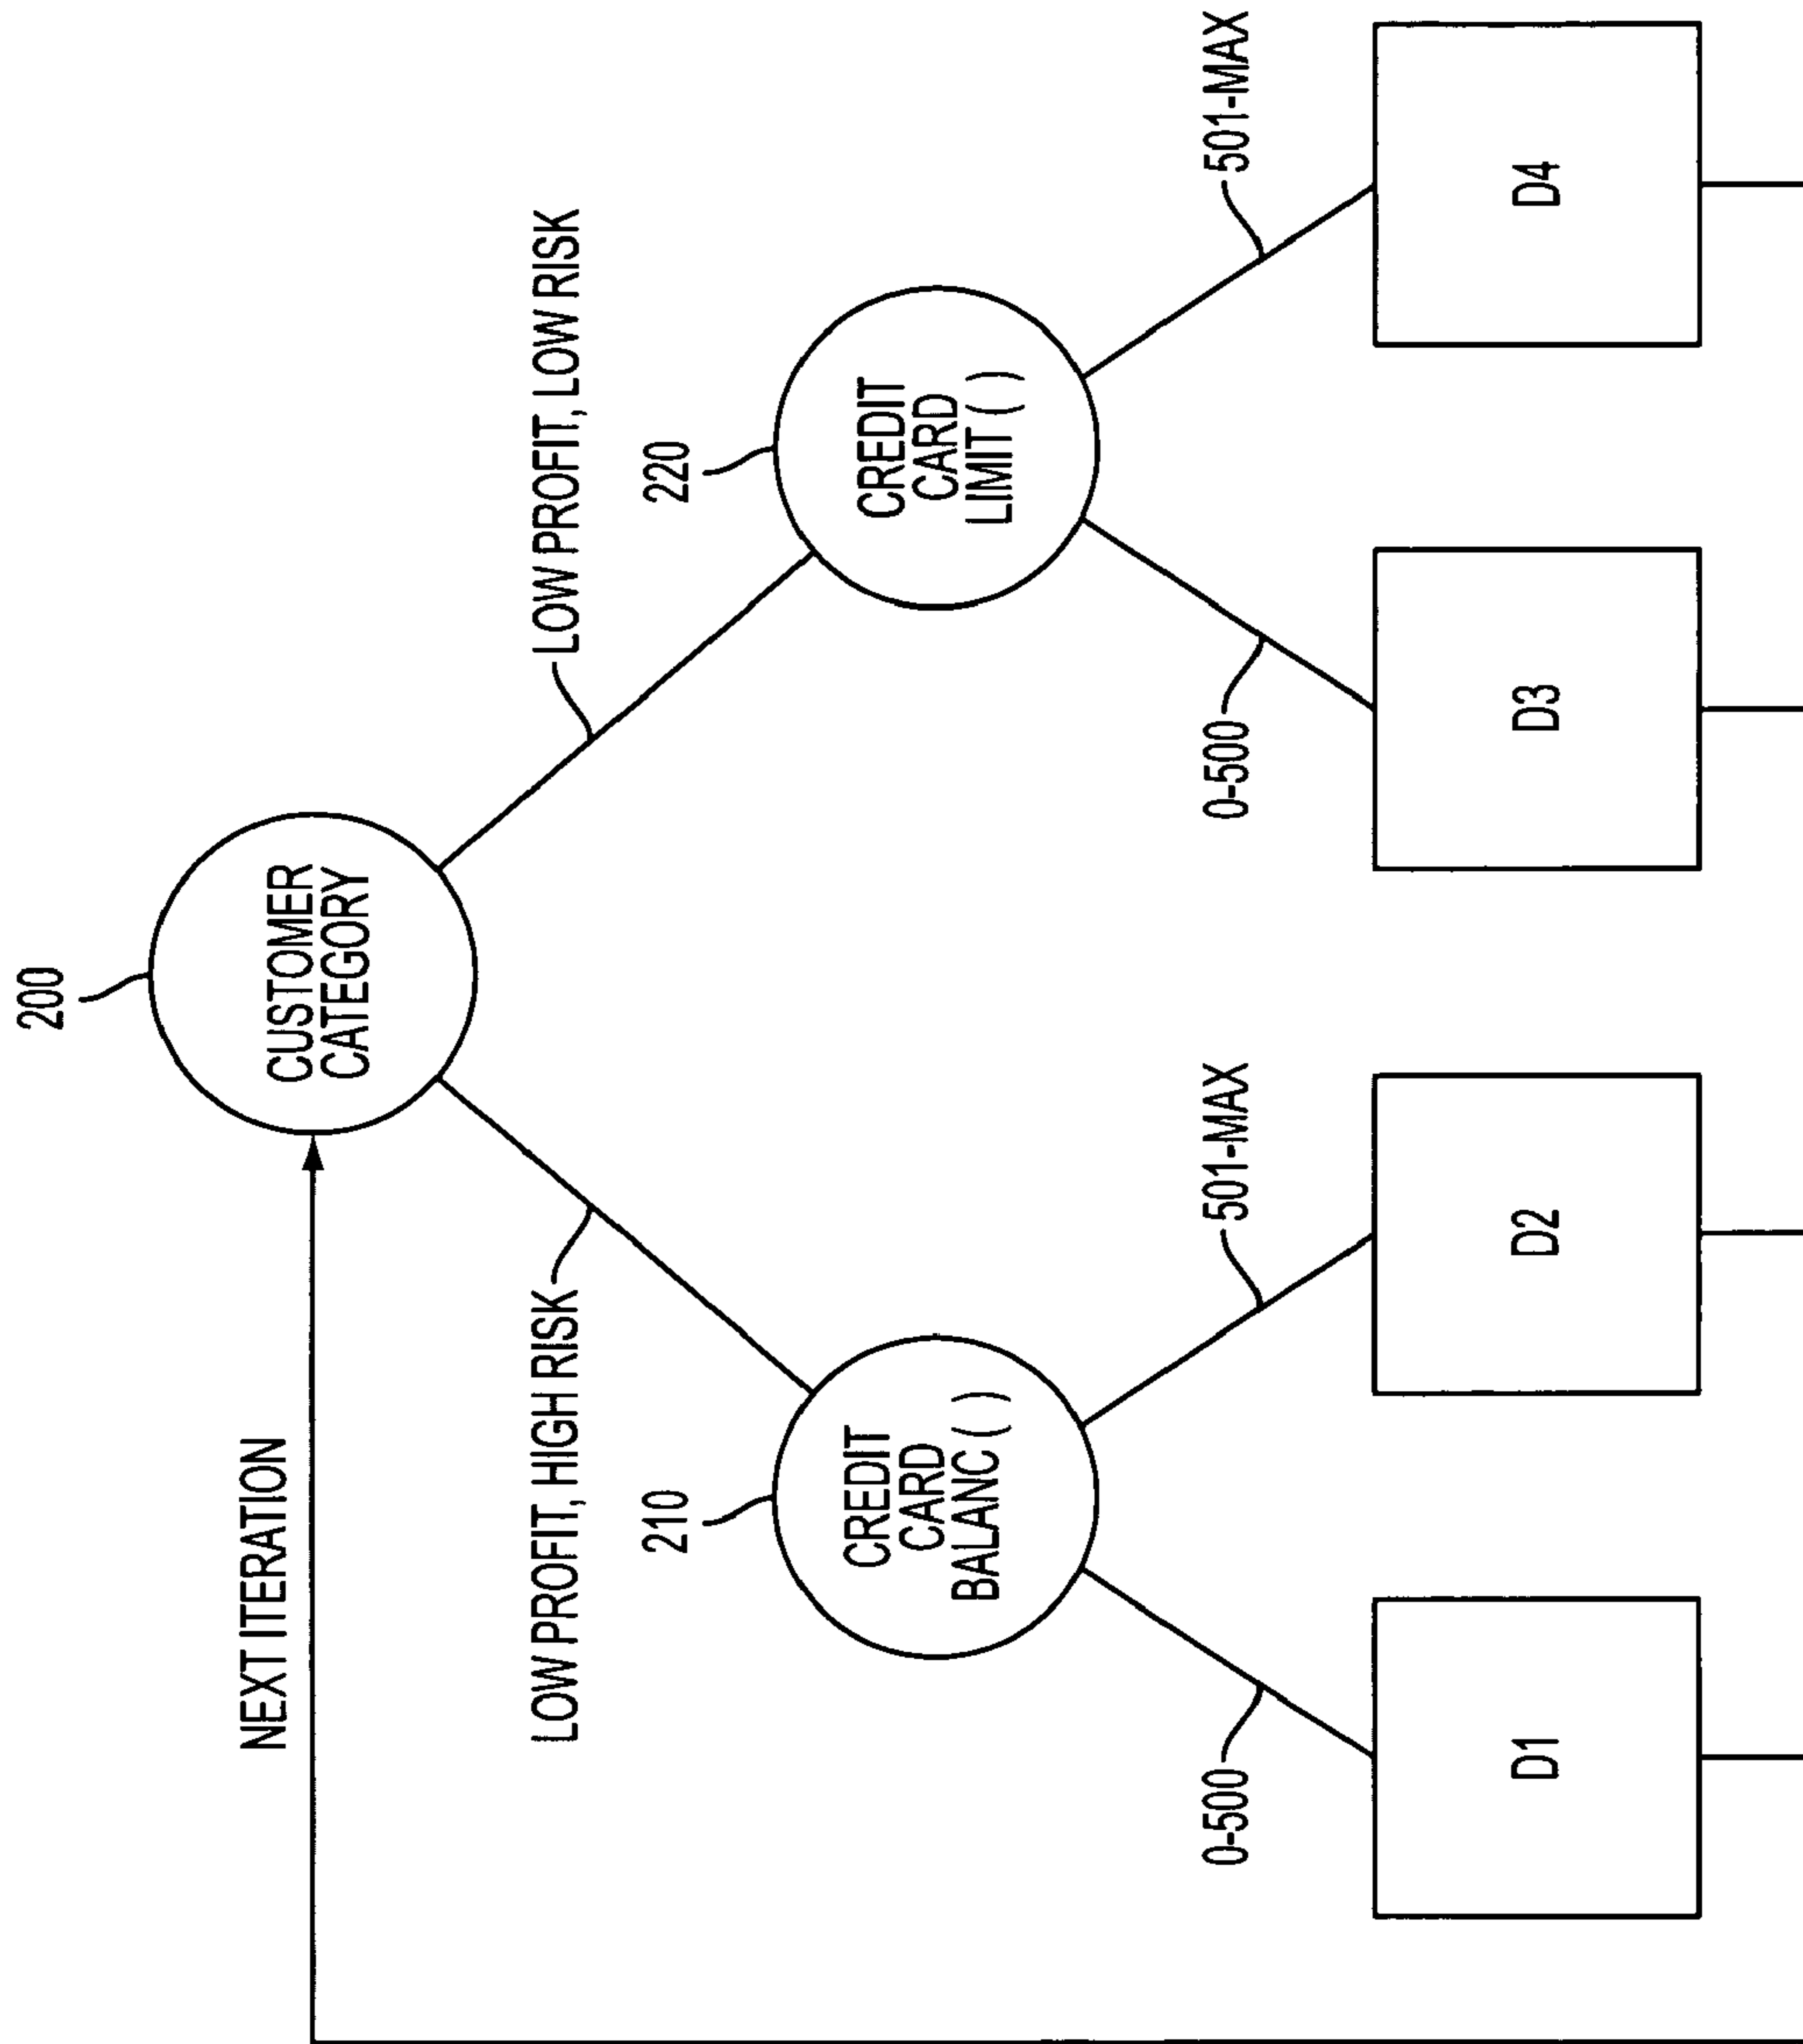 200
CUSTOMER
CATEGORY
NEXT ITERATION
LOW PROFIT, HIGH RISK
LOW PROFIT, LOW RISK
210
CREDIT
CARD
BALANC ( )
220
CREDIT
CARD
LIMIT ( )
0-500
501-MAX
0-500
501-MAX
D1
D2
D3
D4